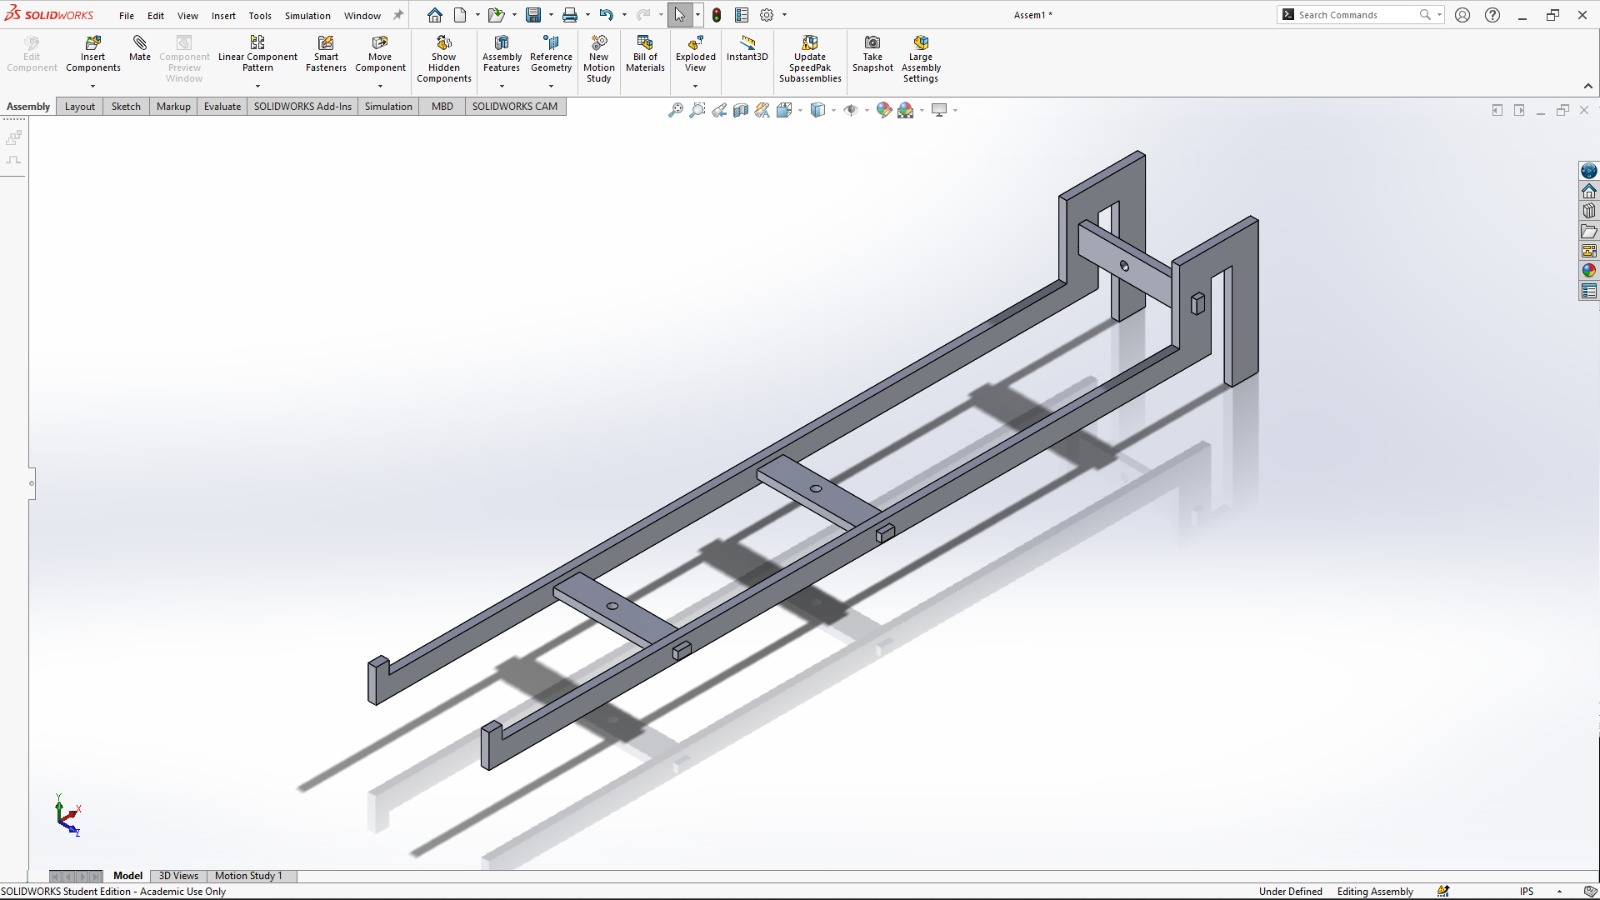 SOLIDWORKS File Edit View Insert Tools Simulation Window Assem1 * Search Commands
Edit Component
Insert Components
Mate
Component Preview Window
Linear Component Pattern
Smart Fasteners
Move Component
Show Hidden Components
Assembly Features
Reference Geometry
New Motion Study
Bill of Materials
Exploded View
Instant3D
Update SpeedPak Subassemblies
Take Snapshot
Large Assembly Settings
Assembly Layout Sketch Markup Evaluate SOLIDWORKS Add-Ins Simulation MBD SOLIDWORKS CAM
Y
X
Z
Model 3D Views Motion Study 1
SOLIDWORKS Student Edition - Academic Use Only Under Defined Editing Assembly IPS